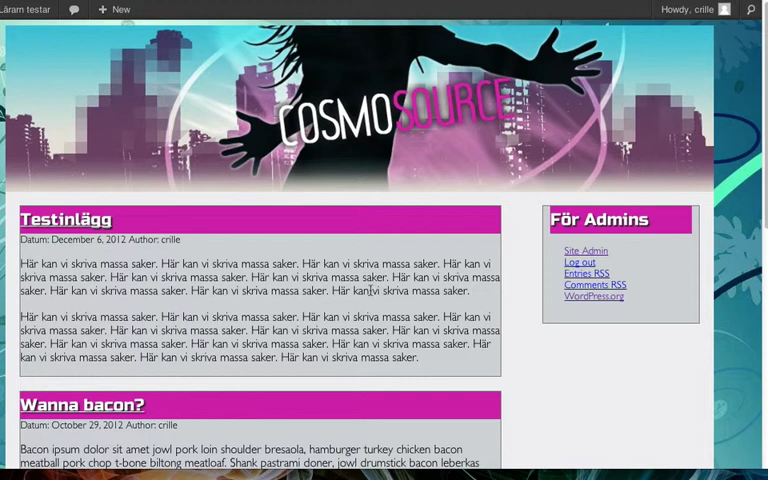 Lärarn testar
New
Howdy, crille
COSMOSOURCE
Testinlägg
Datum: December 6, 2012 Author: crille
Här kan vi skriva massa saker. Här kan vi skriva massa saker. Här kan vi skriva massa saker. Här kan vi
skriva massa saker. Här kan vi skriva massa saker. Här kan vi skriva massa saker. Här kan vi skriva massa
saker. Här kan vi skriva massa saker. Här kan vi skriva massa saker. Här kan vi skriva massa saker.
Här kan vi skriva massa saker. Här kan vi skriva massa saker. Här kan vi skriva massa saker. Här kan vi
skriva massa saker. Här kan vi skriva massa saker. Här kan vi skriva massa saker. Här kan vi skriva massa
saker. Här kan vi skriva massa saker. Här kan vi skriva massa saker. Här kan vi skriva massa saker. Här
kan vi skriva massa saker. Här kan vi skriva massa saker. Här kan vi skriva massa saker.
Wanna bacon?
Datum: October 29, 2012 Author: crille
Bacon ipsum dolor sit amet jowl pork loin shoulder bresaola, hamburger turkey chicken bacon
meatball pork chop t-bone biltong meatloaf. Shank pastrami doner, jowl drumstick bacon leberkas
För Admins
Site Admin
Log out
Entries RSS
Comments RSS
WordPress.org